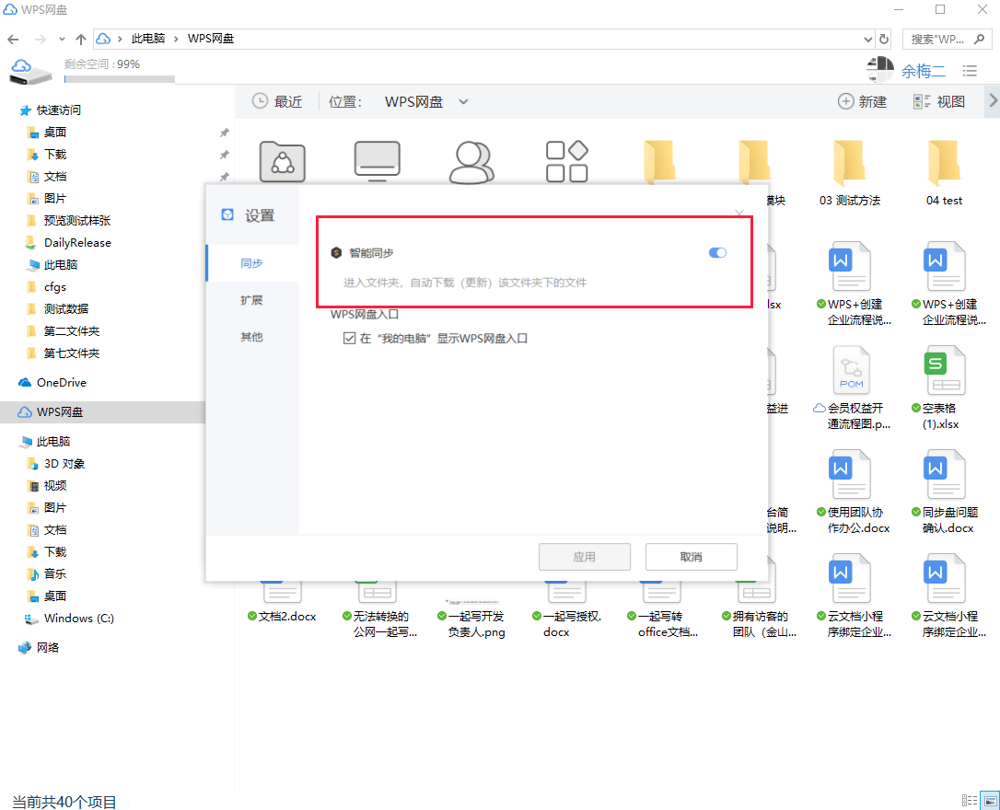 WPS网盘
此电脑 WPS网盘
搜索"WP...
剩余空间 : 99%
余梅二
快速访问
桌面
下载
文档
图片
预览测试样张
DailyRelease
此电脑
cfgs
测试数据
第二文件夹
第七文件夹
OneDrive
WPS网盘
此电脑
3D 对象
视频
图片
文档
下载
音乐
桌面
Windows (C:)
网络
最近 位置: WPS网盘 新建 视图
模块 03 测试方法 04 test
设置
同步
扩展
其他
智能同步
进入文件夹，自动下载（更新）该文件夹下的文件
WPS网盘入口
在“我的电脑”显示WPS网盘入口
应用 取消
lsx
WPS+创建
企业流程说...
WPS+创建
企业流程说...
POM
益进
会员权益开
通流程图.p...
S
空表格
(1).xlsx
W
W
台简
说明...
W
使用团队协
作办公.docx
W
同步盘问题
确认.docx
文档2.docx
无法转换的
公网一起写...
一起写开发
负责人.png
一起写授权.
docx
一起写转
office文档...
拥有访客的
团队（金山...
W
云文档小程
序绑定企业...
W
云文档小程
序绑定企业...
当前共40个项目